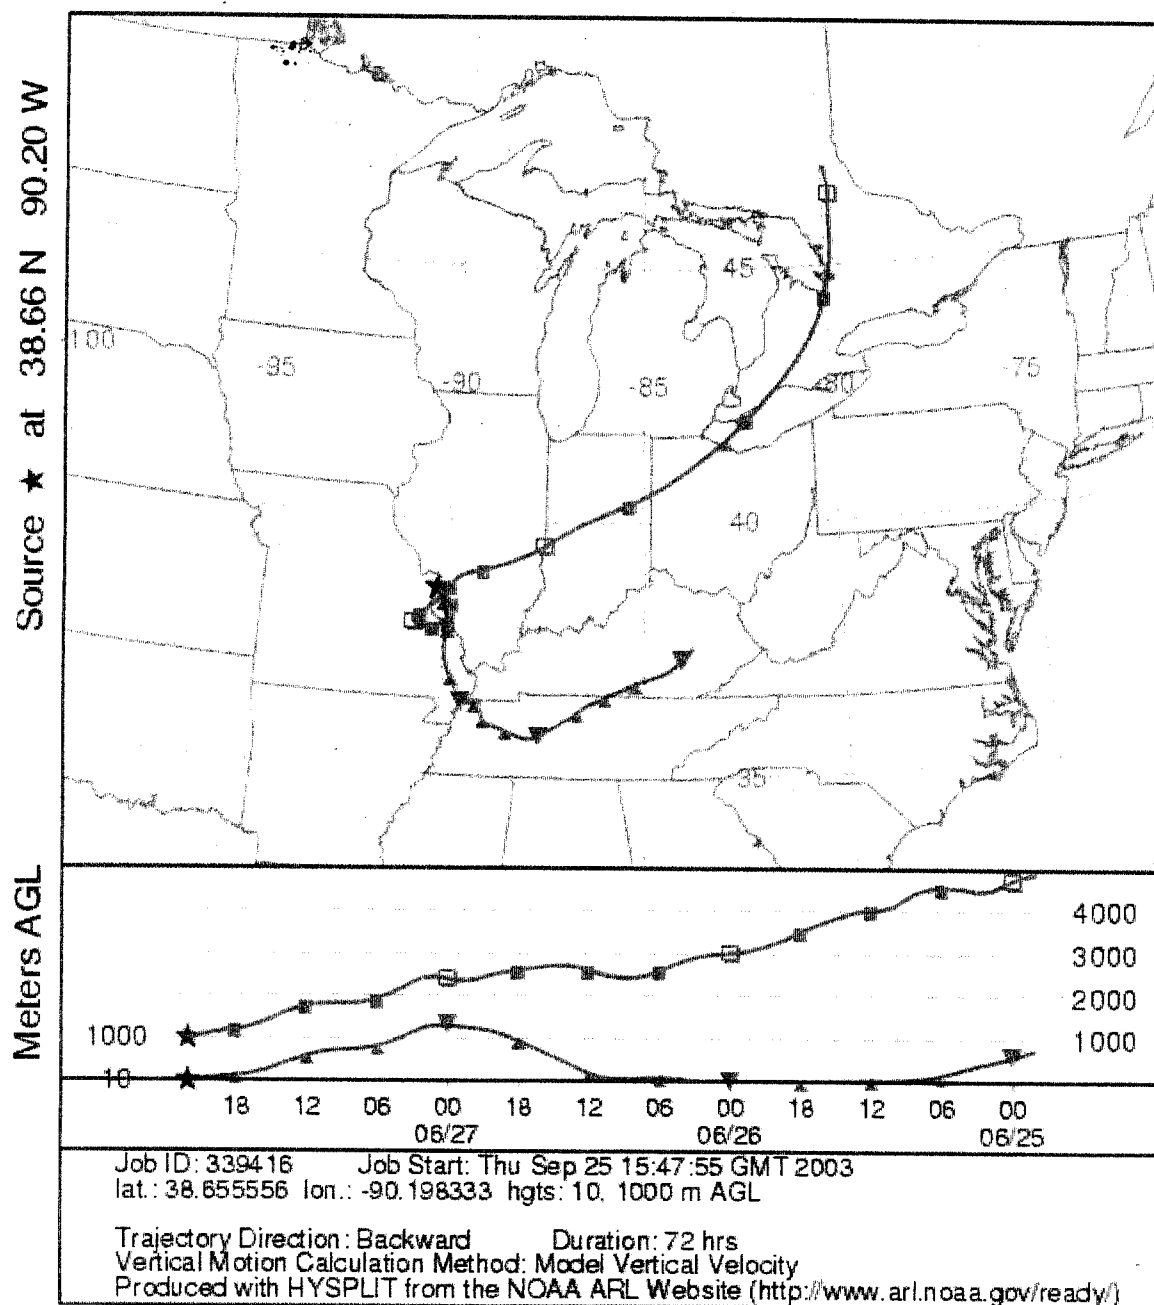 Source ★ at 38.66 N 90.20 W
45
100
-95
-90
-85
-80
-75
40
35
Meters AGL
4000
3000
2000
1000
1000
10
18 12 06 00 18 12 06 00 18 12 06 00
06/27 06/26 06/25
Job ID: 339416 Job Start: Thu Sep 25 15:47:55 GMT 2003
lat.: 38.655556 lon.: -90.198333 hgts: 10, 1000 m AGL
Trajectory Direction: Backward Duration: 72 hrs
Vertical Motion Calculation Method: Model Vertical Velocity
Produced with HYSPLIT from the NOAA ARL Website (http://www.arl.noaa.gov/ready/)